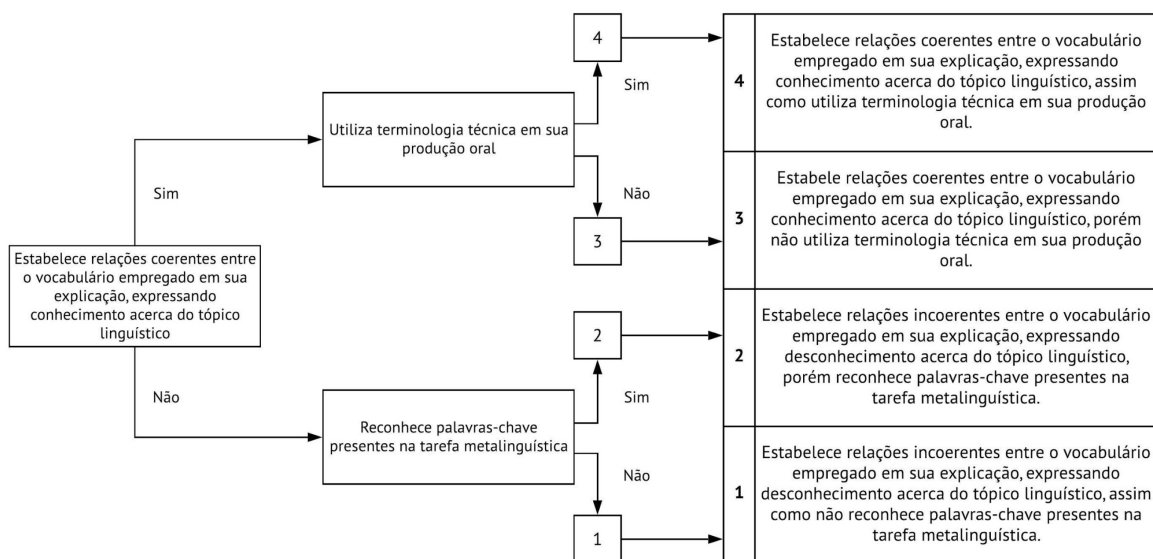 Estabelece relações coerentes entre
o vocabulário empregado em sua
explicação, expressando
conhecimento acerca do tópico
linguístico
Sim
Não
Utiliza terminologia técnica em sua
produção oral
Sim
Não
4
3
Reconhece palavras-chave
presentes na tarefa metalinguística
Sim
Não
2
1
4
Estabelece relações coerentes entre o vocabulário
empregado em sua explicação, expressando
conhecimento acerca do tópico linguístico, assim
como utiliza terminologia técnica em sua produção
oral.
3
Estabele relações coerentes entre o vocabulário
empregado em sua explicação, expressando
conhecimento acerca do tópico linguístico, porém
não utiliza terminologia técnica em sua produção
oral.
2
Estabelece relações incoerentes entre o vocabulário
empregado em sua explicação, expressando
desconhecimento acerca do tópico linguístico,
porém reconhece palavras-chave presentes na
tarefa metalinguística.
1
Estabelece relações incoerentes entre o vocabulário
empregado em sua explicação, expressando
desconhecimento acerca do tópico linguístico, assim
como não reconhece palavras-chave presentes na
tarefa metalinguística.